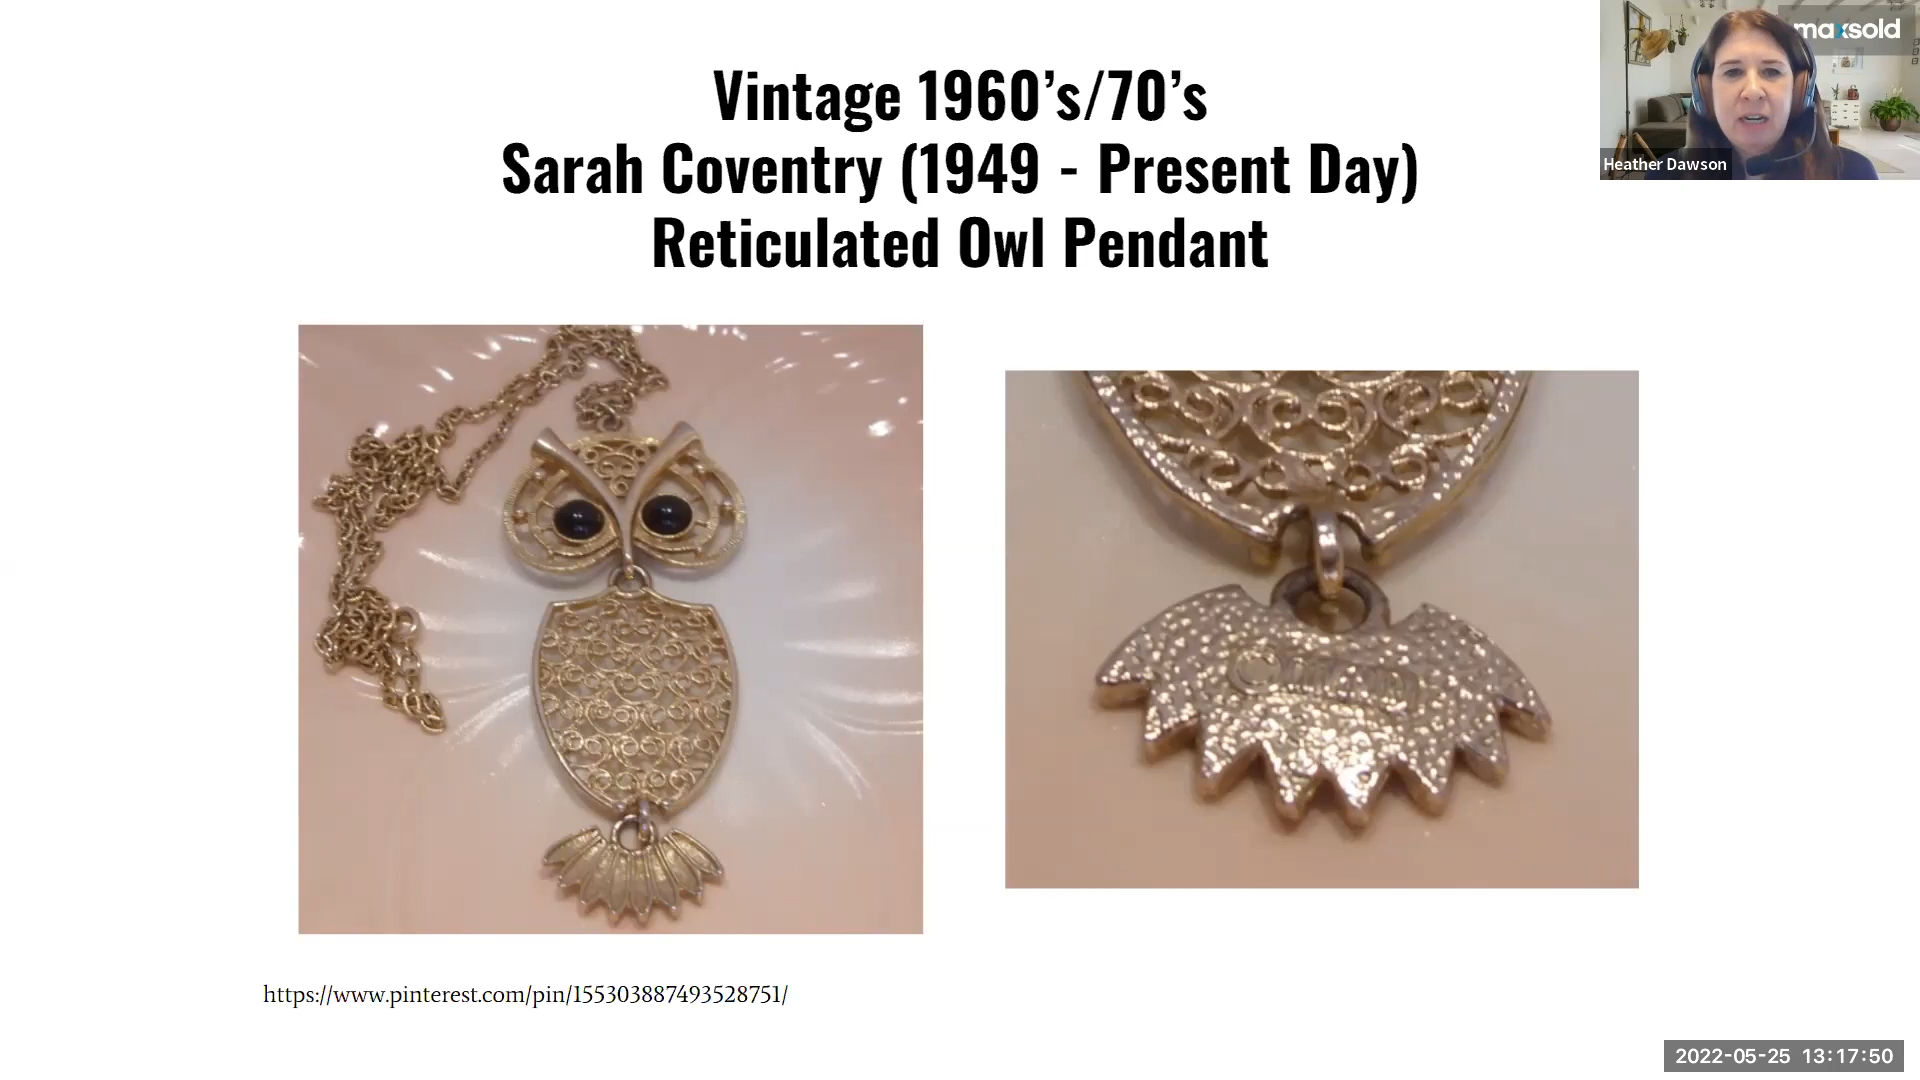 maxsold
Heather Dawson
Vintage 1960’s/70’s
Sarah Coventry (1949 - Present Day)
Reticulated Owl Pendant
https://www.pinterest.com/pin/155303887493528751/
2022-05-25 13:17:50